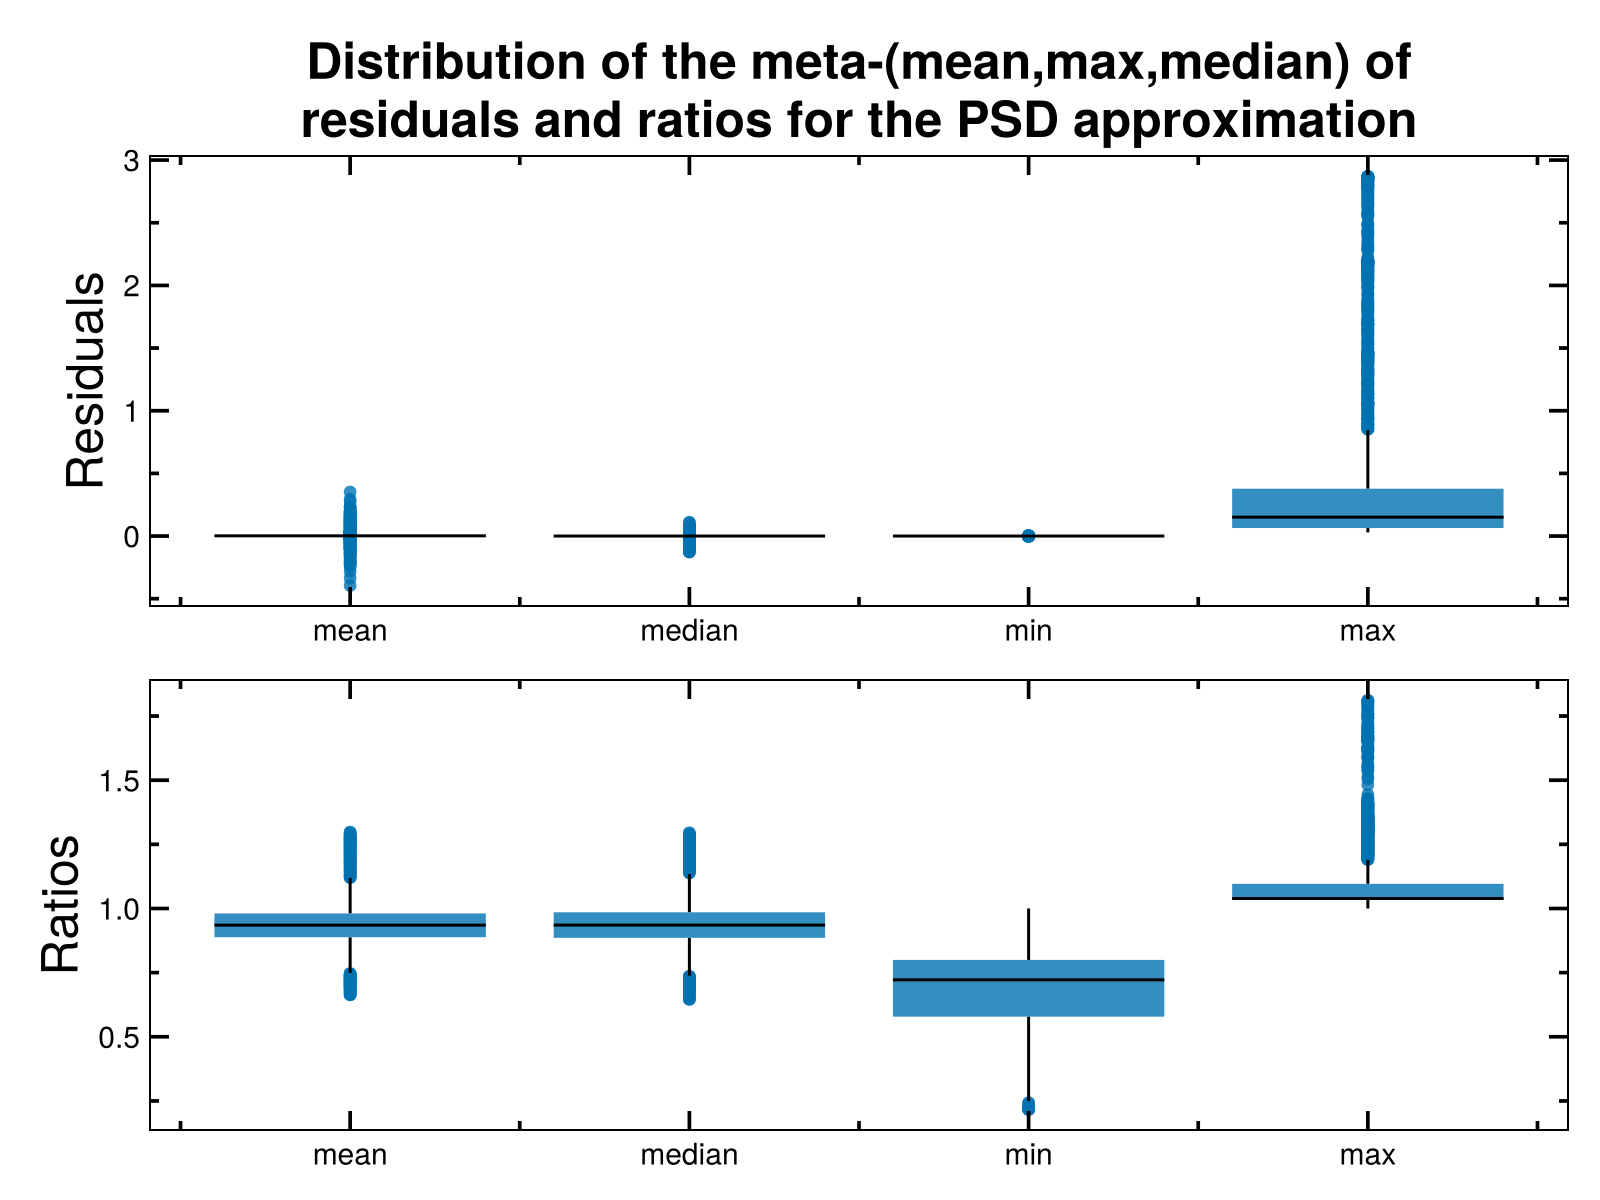 Distribution of the meta-(mean,max,median) of
residuals and ratios for the PSD approximation
Residuals
3
2
1
0
mean median min max
Ratios
1.5
1.0
0.5
mean median min max